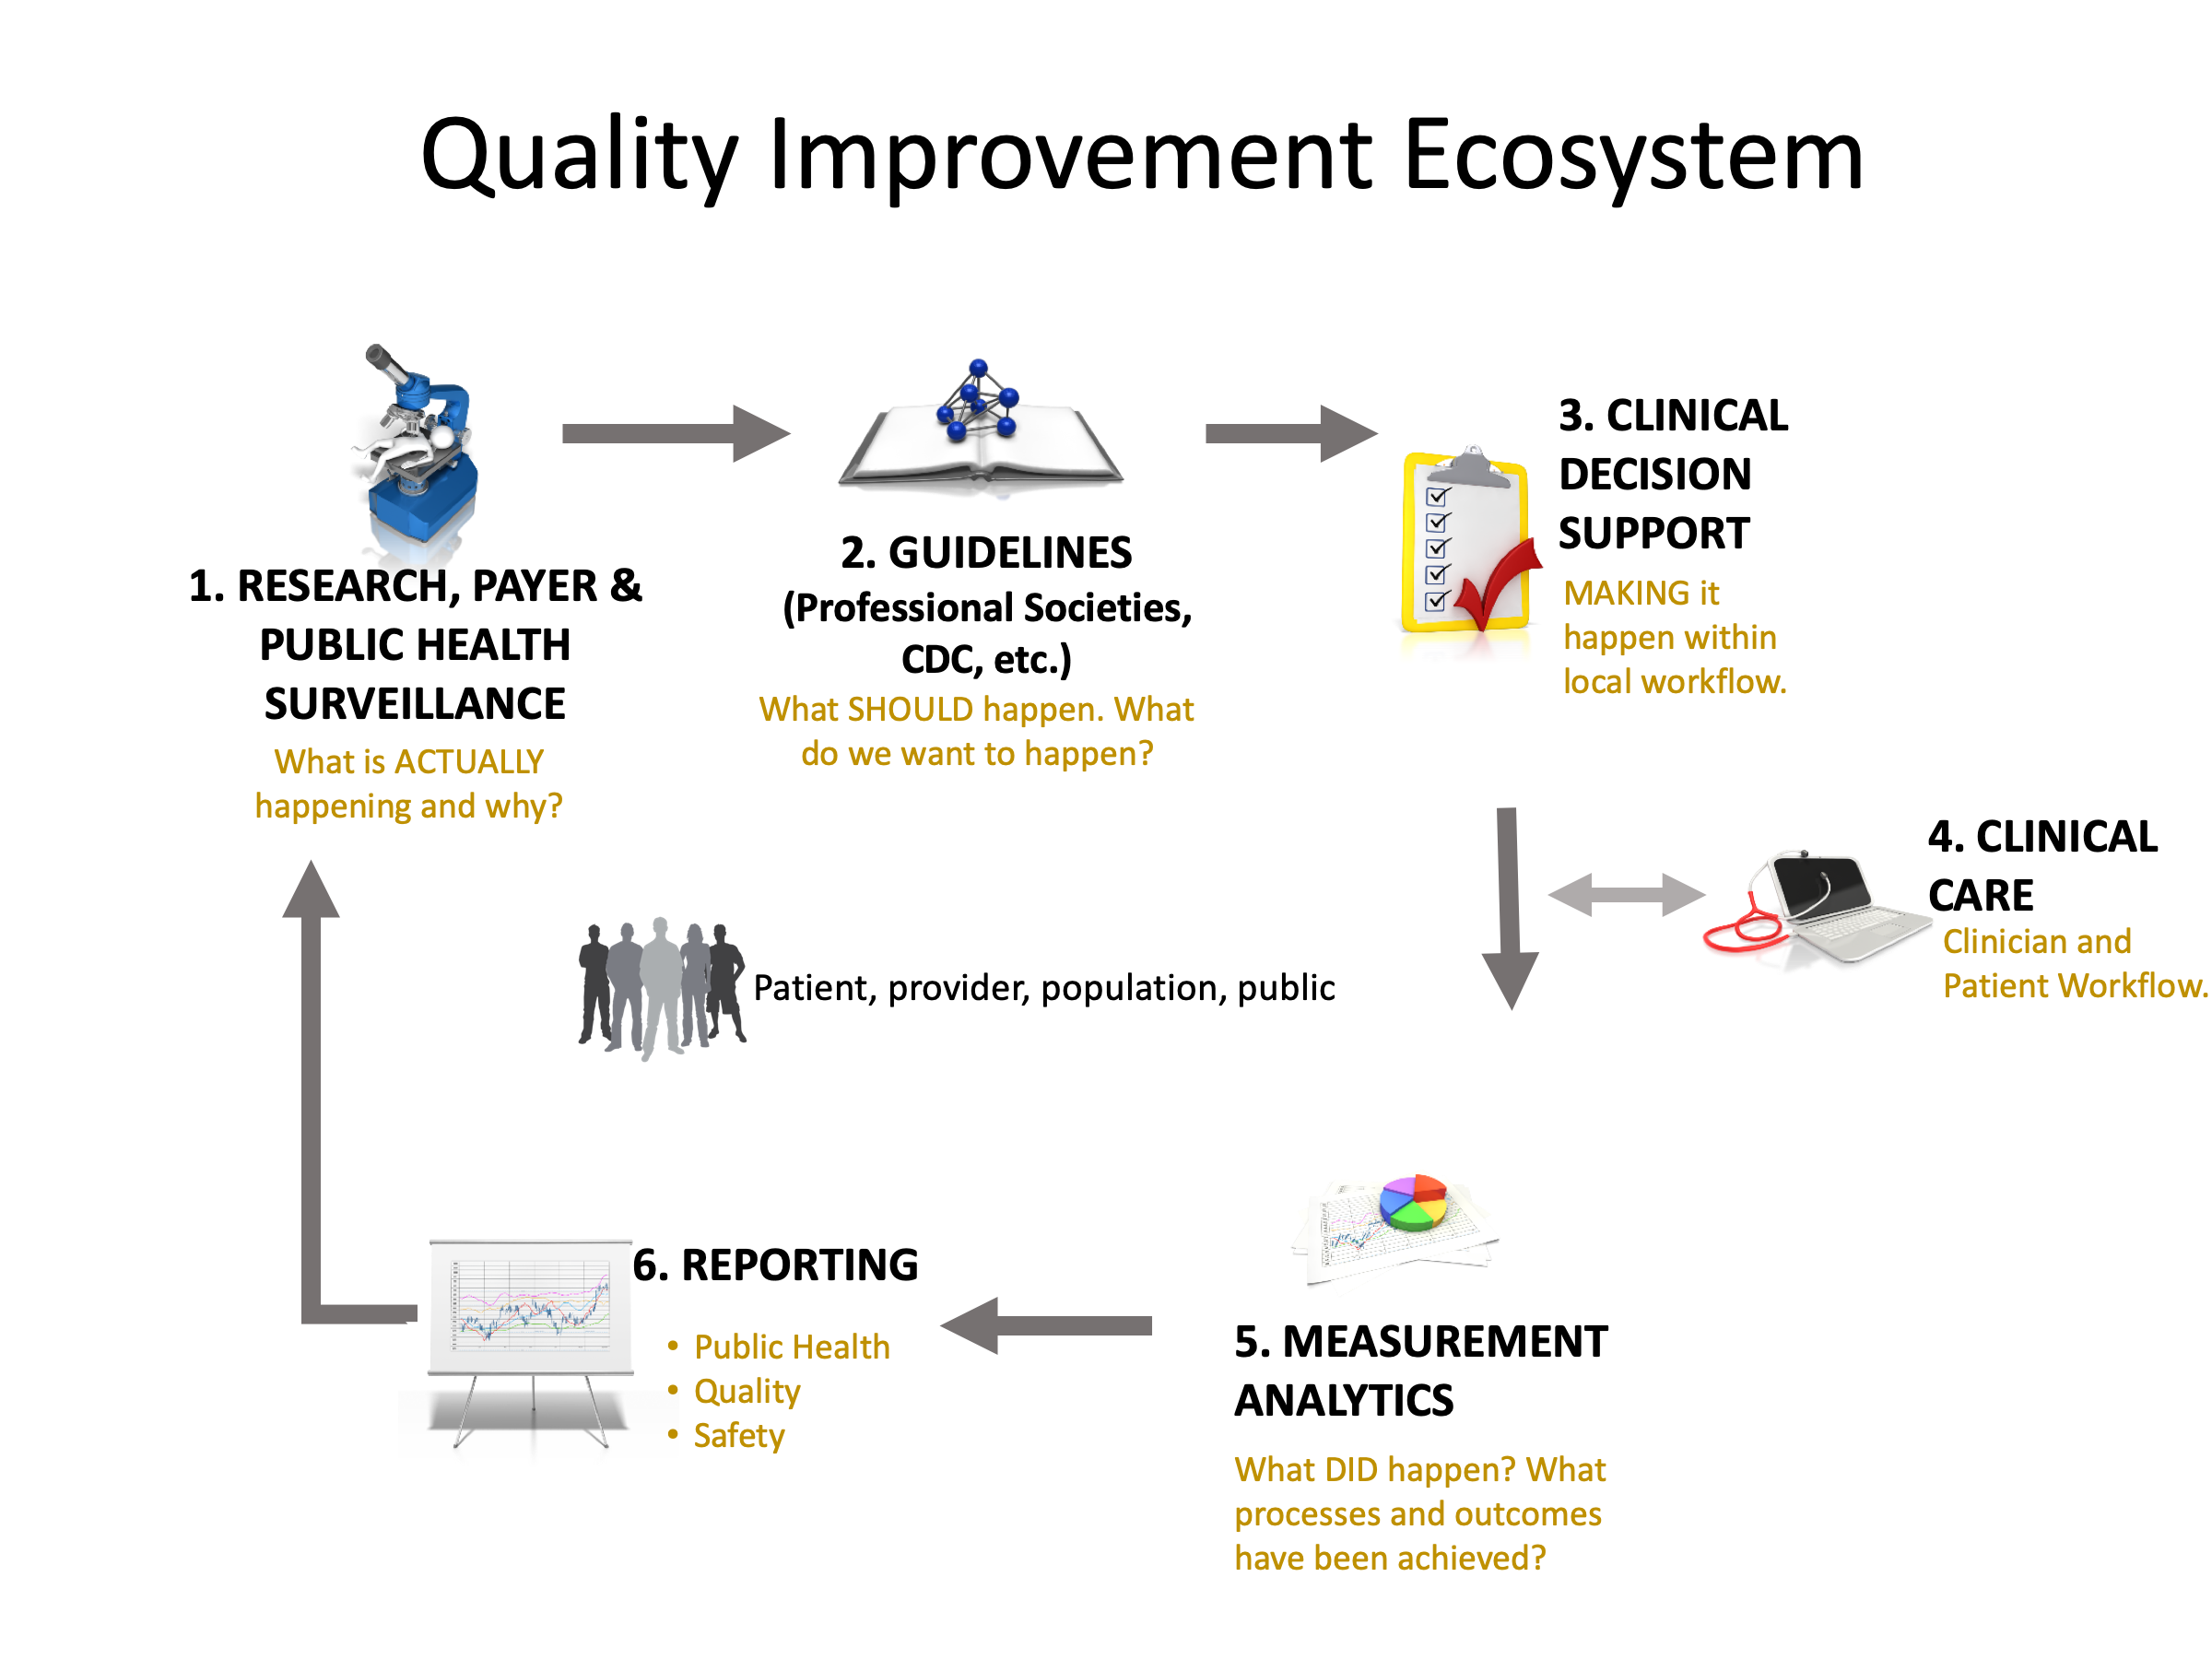 Quality Improvement Ecosystem
1. RESEARCH, PAYER &
PUBLIC HEALTH
SURVEILLANCE
What is ACTUALLY
happening and why?
2. GUIDELINES
(Professional Societies,
CDC, etc.)
What SHOULD happen. What
do we want to happen?
3. CLINICAL
DECISION
SUPPORT
MAKING it
happen within
local workflow.
4. CLINICAL
CARE
Clinician and
Patient Workflow.
Patient, provider, population, public
5. MEASUREMENT
ANALYTICS
What DID happen? What
processes and outcomes
have been achieved?
6. REPORTING
• Public Health
• Quality
• Safety